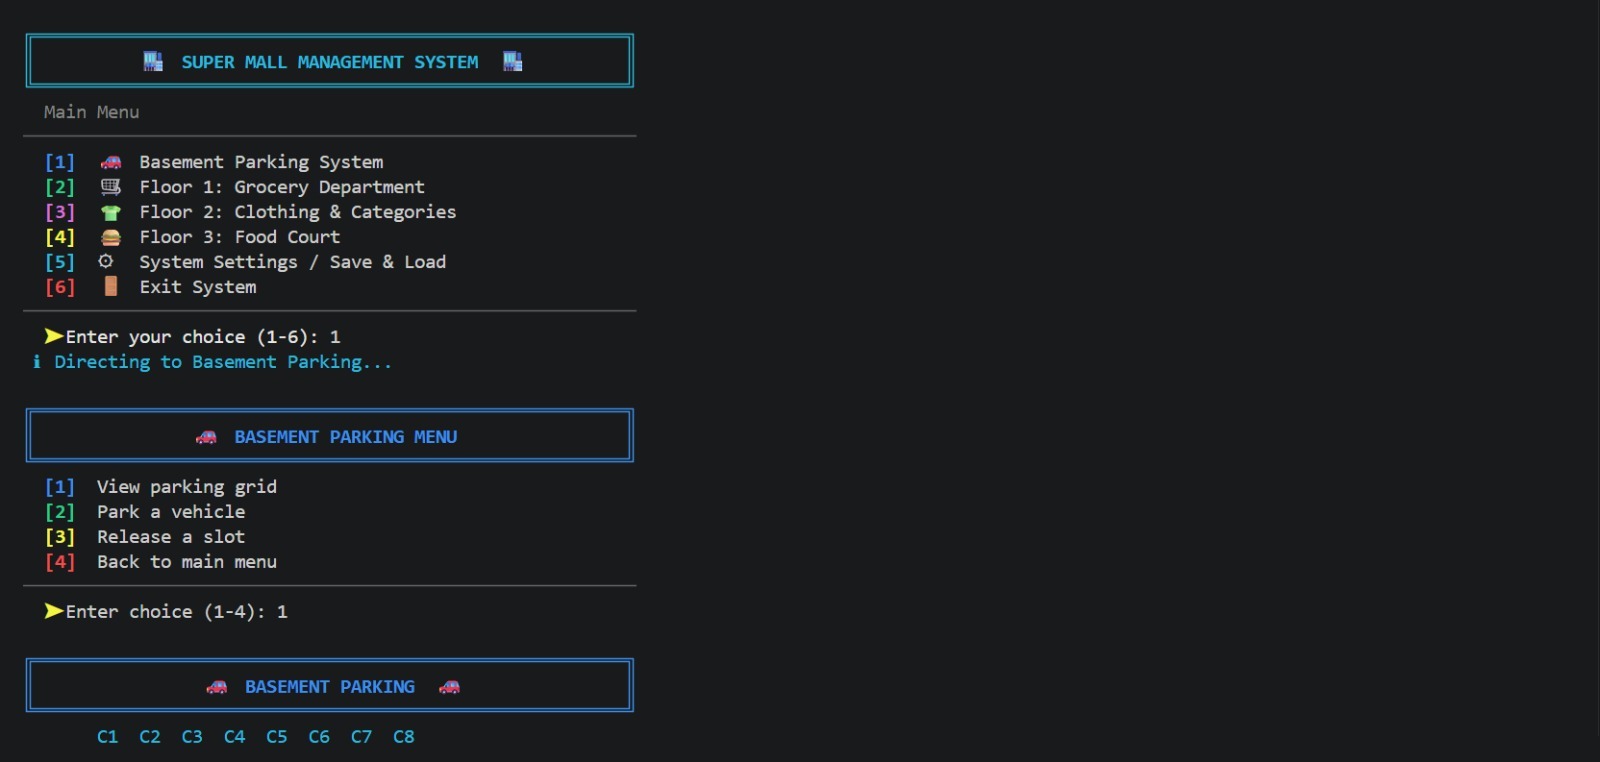 SUPER MALL MANAGEMENT SYSTEM
Main Menu
[1] Basement Parking System
[2] Floor 1: Grocery Department
[3] Floor 2: Clothing & Categories
[4] Floor 3: Food Court
[5] System Settings / Save & Load
[6] Exit System
➤Enter your choice (1-6): 1
ℹ Directing to Basement Parking...
BASEMENT PARKING MENU
[1] View parking grid
[2] Park a vehicle
[3] Release a slot
[4] Back to main menu
➤Enter choice (1-4): 1
BASEMENT PARKING
C1 C2 C3 C4 C5 C6 C7 C8